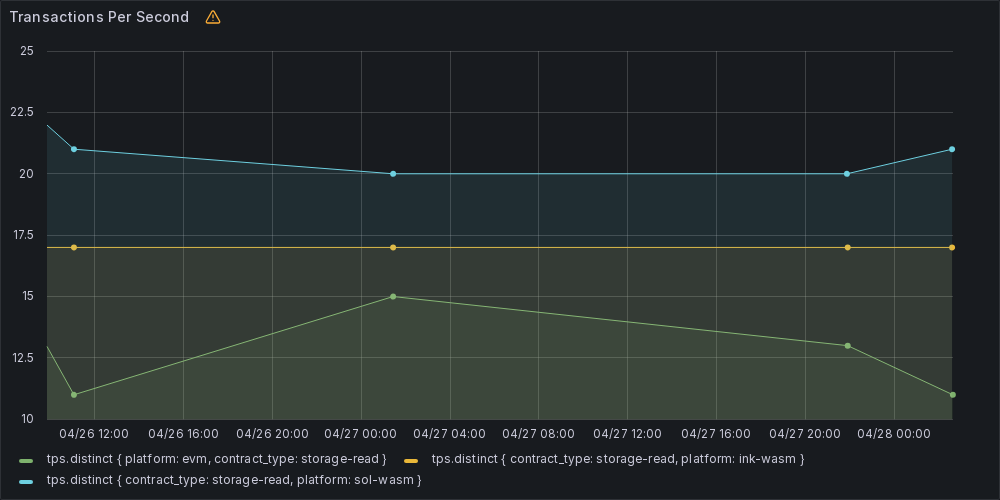 Transactions Per Second
25
22.5
20
17.5
15
12.5
10
04/26 12:00 04/26 16:00 04/26 20:00 04/27 00:00 04/27 04:00 04/27 08:00 04/27 12:00 04/27 16:00 04/27 20:00 04/28 00:00
tps.distinct { platform: evm, contract_type: storage-read } tps.distinct { contract_type: storage-read, platform: ink-wasm }
tps.distinct { contract_type: storage-read, platform: sol-wasm }